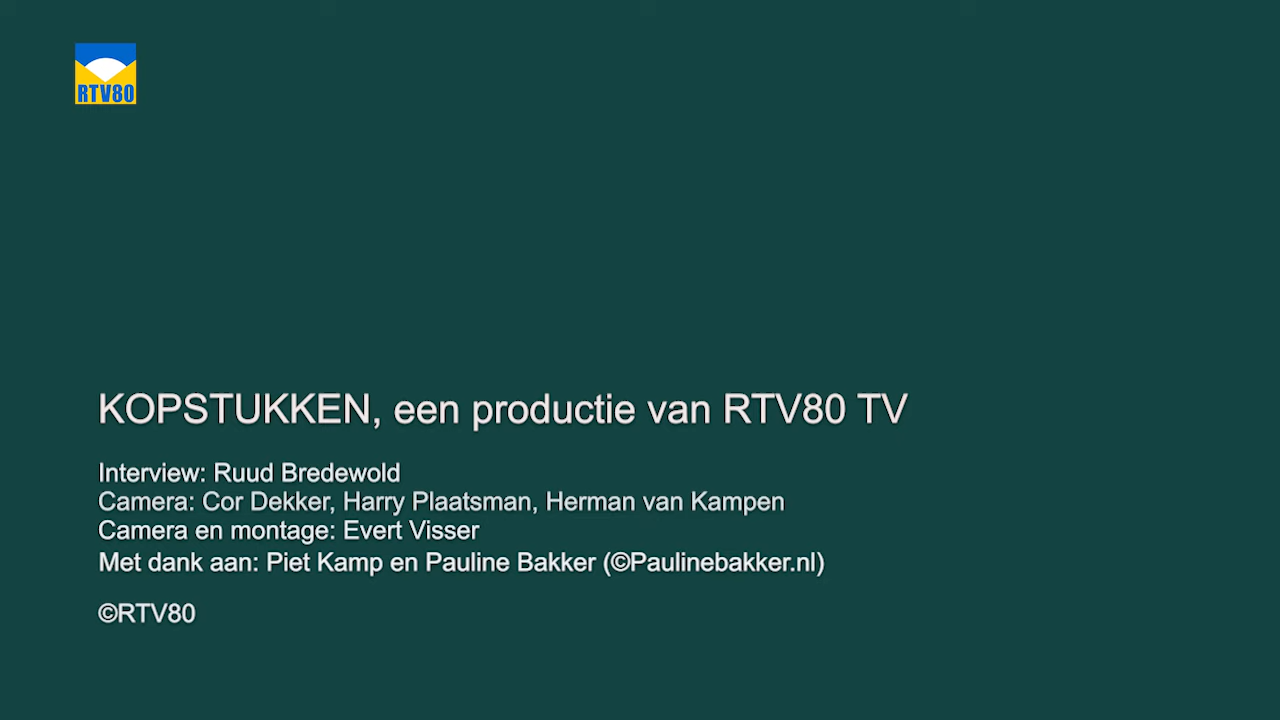 RTV80
KOPSTUKKEN, een productie van RTV80 TV
Interview: Ruud Bredewold
Camera: Cor Dekker, Harry Plaatsman, Herman van Kampen
Camera en montage: Evert Visser
Met dank aan: Piet Kamp en Pauline Bakker (©Paulinebakker.nl)
©RTV80